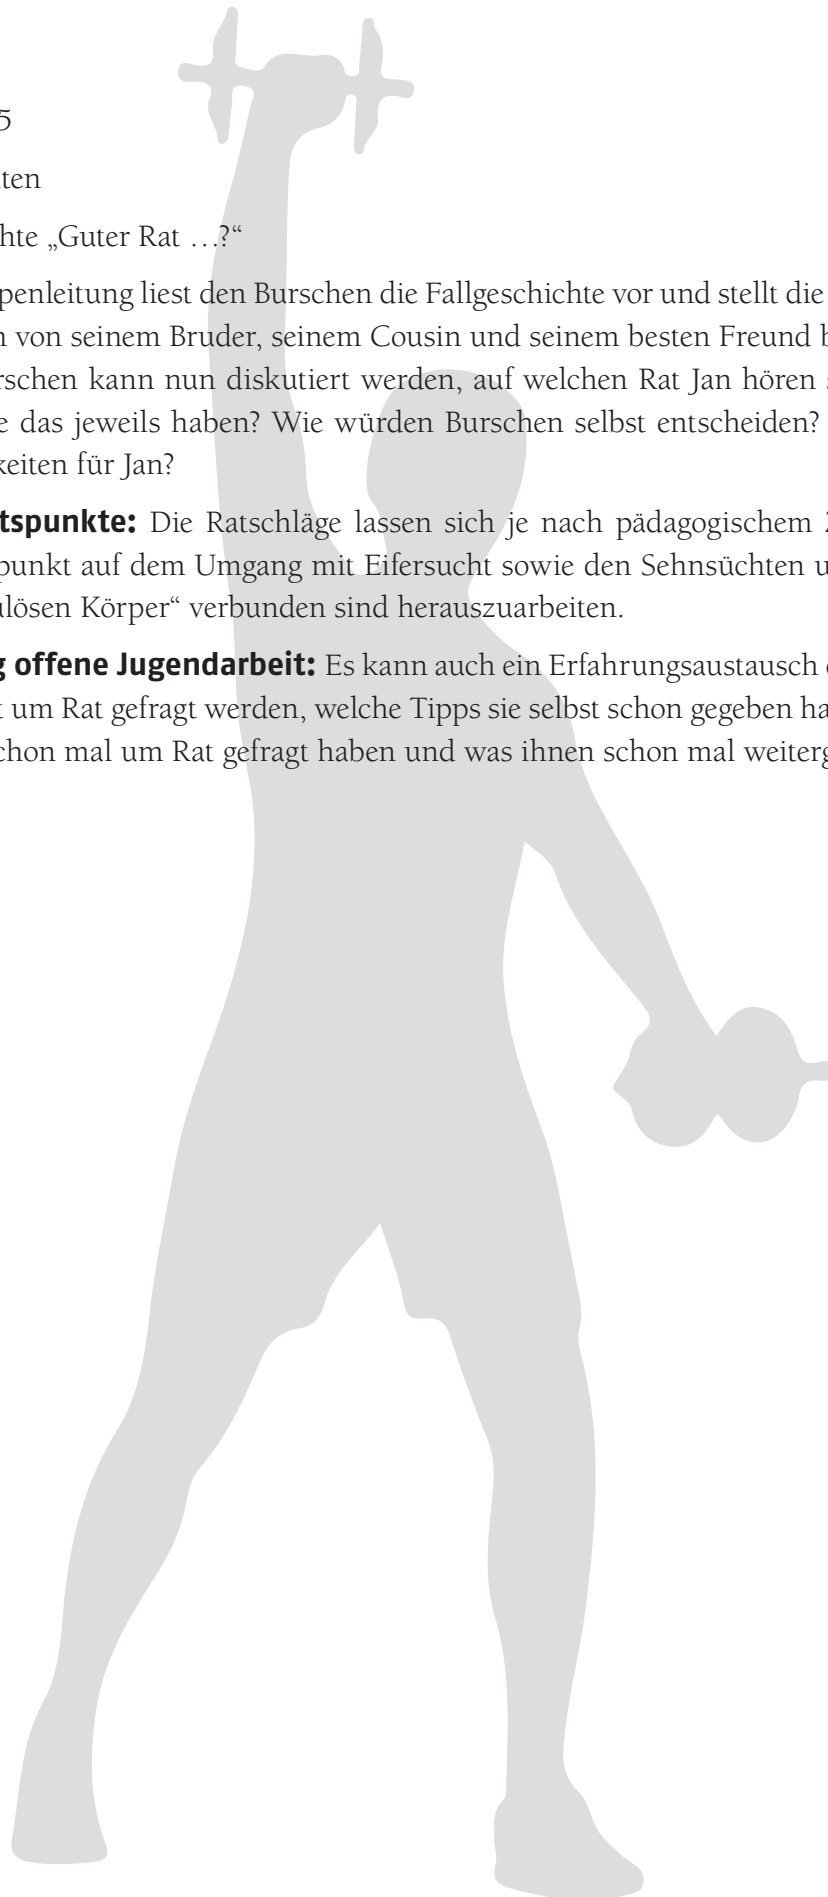 5
ten
hte „Guter Rat …?“
penleitung liest den Burschen die Fallgeschichte vor und stellt die
n von seinem Bruder, seinem Cousin und seinem besten Freund b
rschen kann nun diskutiert werden, auf welchen Rat Jan hören s
e das jeweils haben? Wie würden Burschen selbst entscheiden?
keiten für Jan?
tspunkte: Die Ratschläge lassen sich je nach pädagogischem Z
punkt auf dem Umgang mit Eifersucht sowie den Sehnsüchten u
ulösen Körper“ verbunden sind herauszuarbeiten.
g offene Jugendarbeit: Es kann auch ein Erfahrungsaustausch
t um Rat gefragt werden, welche Tipps sie selbst schon gegeben ha
chon mal um Rat gefragt haben und was ihnen schon mal weiterg